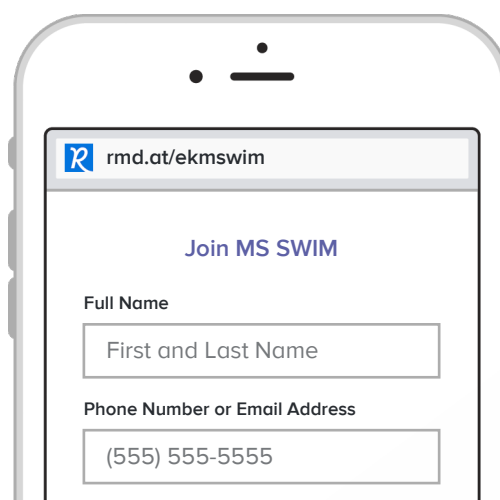 rmd.at/ekmswim
Join MS SWIM
Full Name
First and Last Name
Phone Number or Email Address
(555) 555-5555